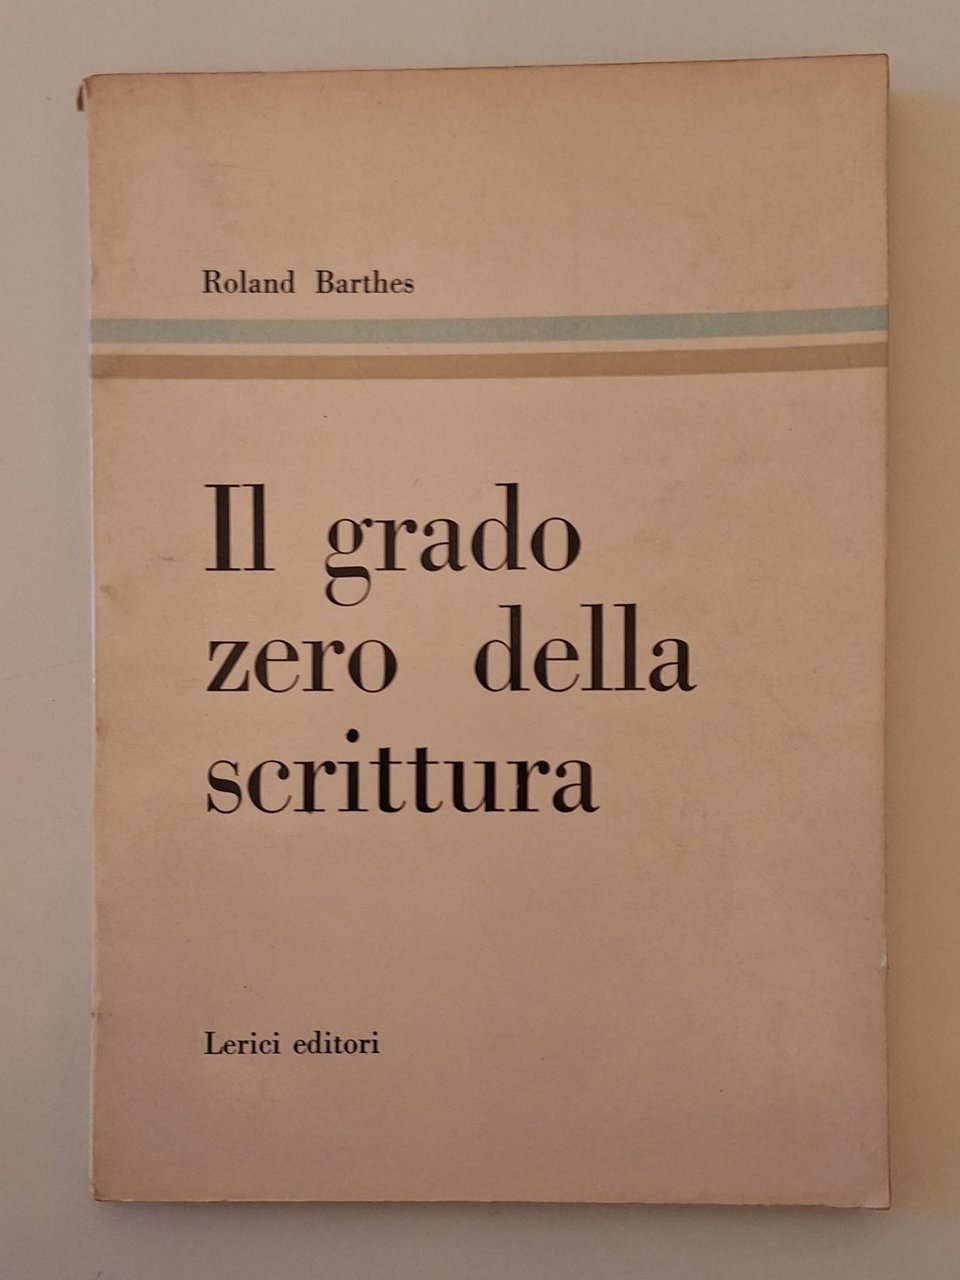 Roland Barthes
Il grado
zero della
scrittura
Lerici editori